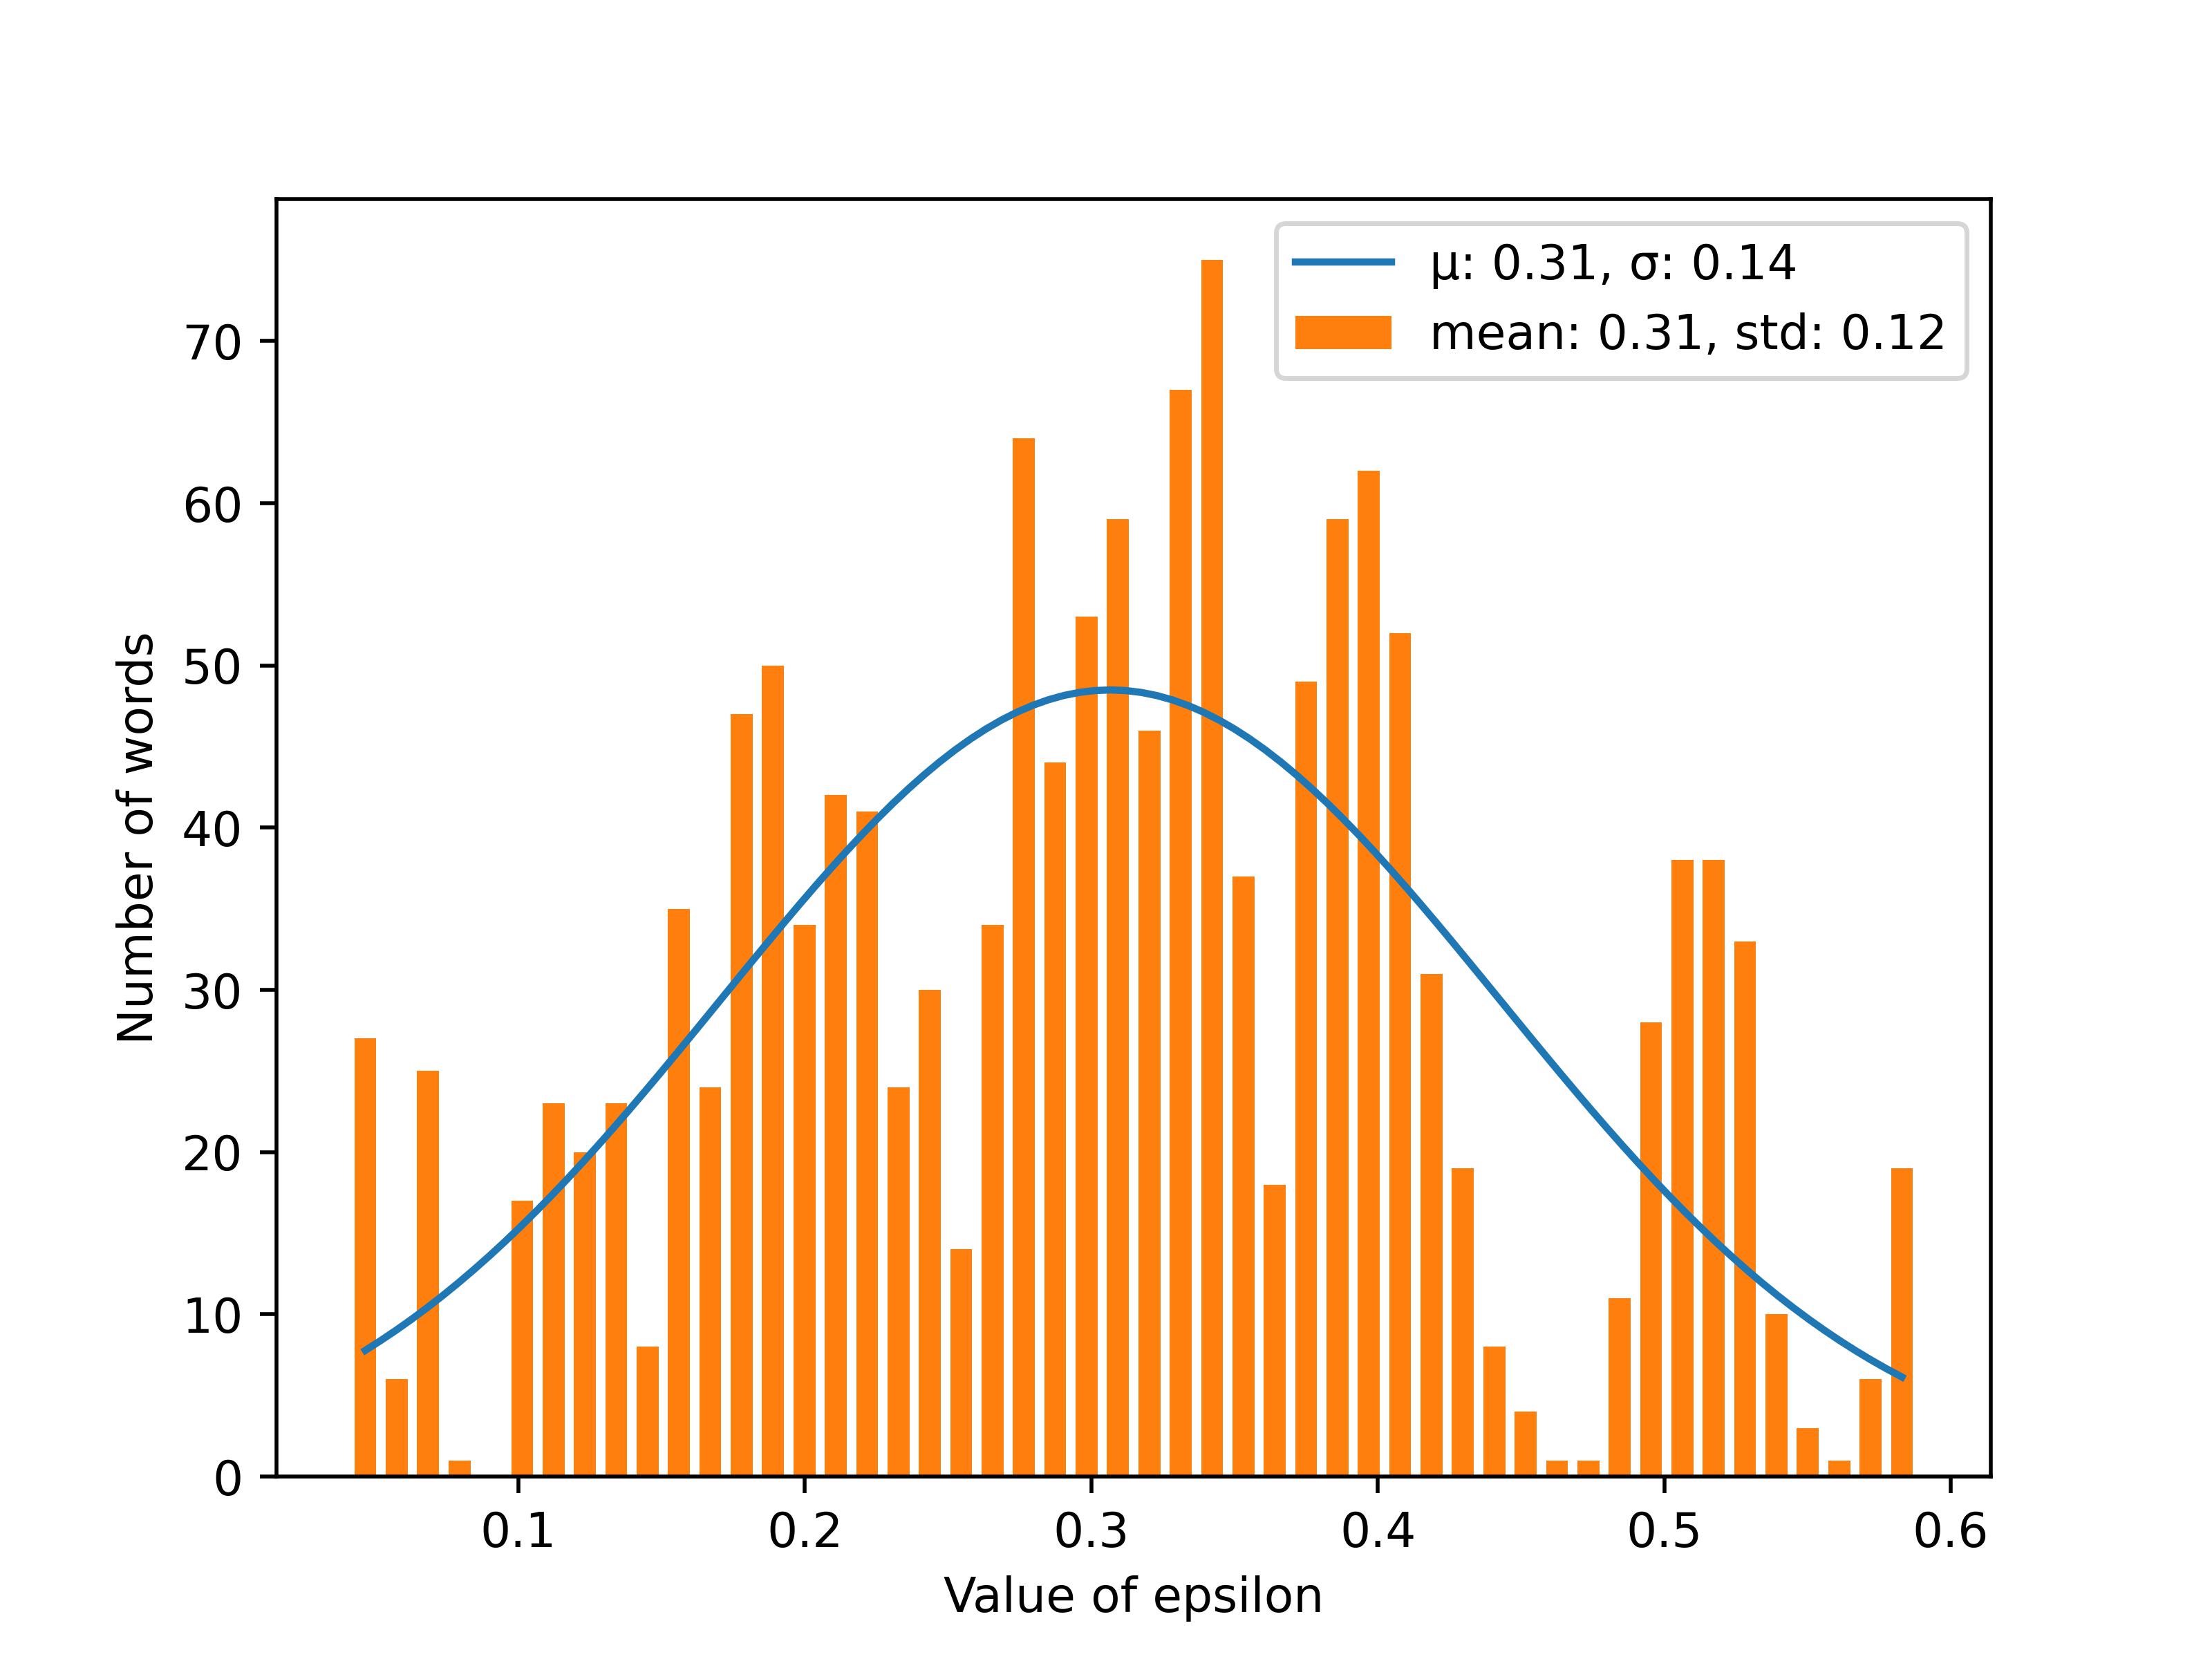 μ: 0.31, σ: 0.14
mean: 0.31, std: 0.12
70
60
50
40
30
20
10
0
Number of words
0.1 0.2 0.3 0.4 0.5 0.6
Value of epsilon